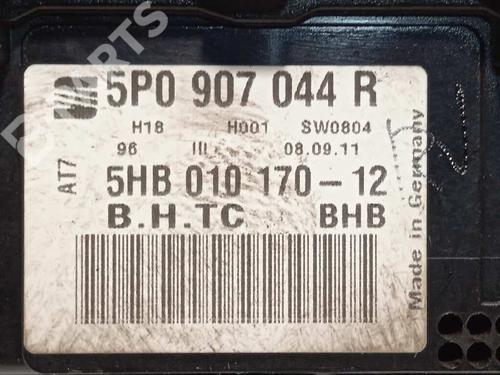 5P0 907 044 R
H18 H001 SW0804
96 III 08.09.11
AT7
5HB 010 170-12
B.H.TC BHB
Made in Germany